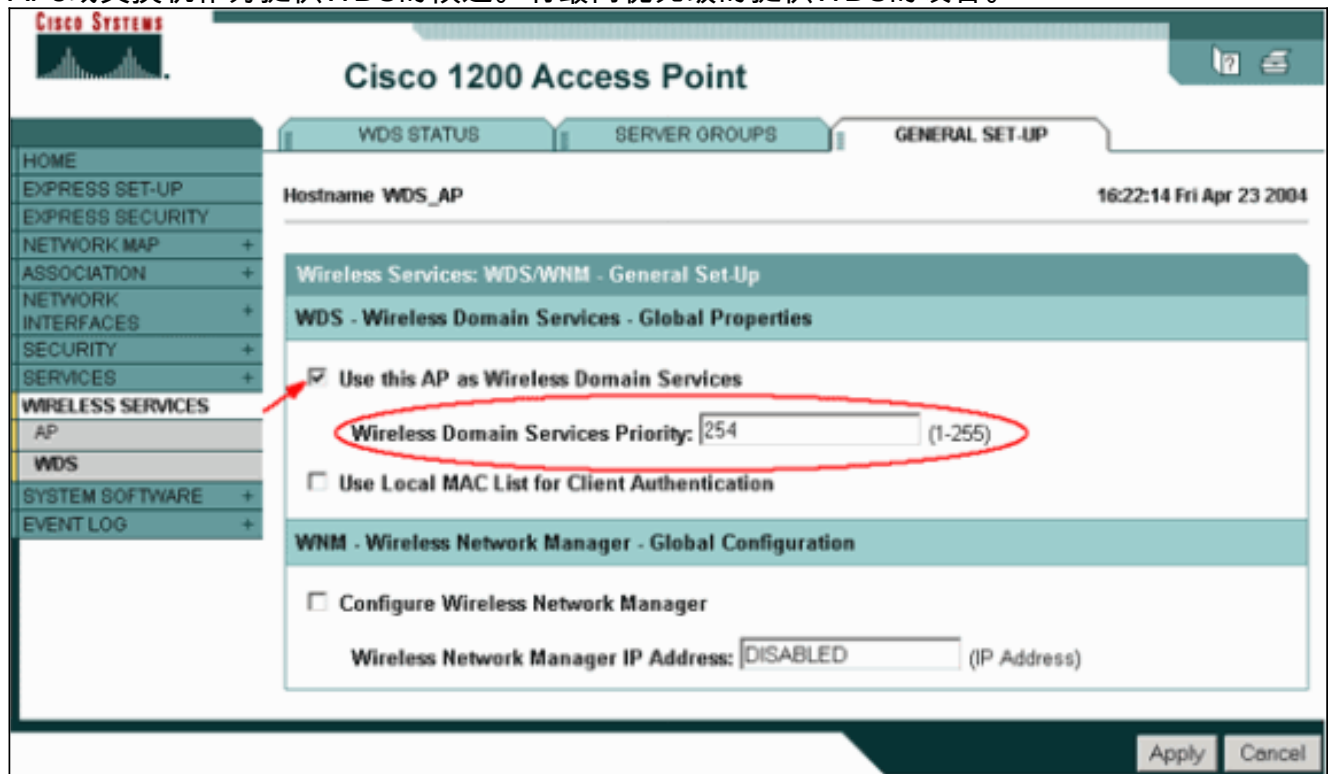 CISCO SYSTEMS
Cisco 1200 Access Point
WDS STATUS
SERVER GROUPS
GENERAL SET-UP
HOME
EXPRESS SET-UP
EXPRESS SECURITY
NETWORK MAP +
ASSOCIATION +
NETWORK INTERFACES +
SECURITY +
SERVICES +
WIRELESS SERVICES
AP
WDS
SYSTEM SOFTWARE +
EVENT LOG +
Hostname WDS_AP
16:22:14 Fri Apr 23 2004
Wireless Services: WDS/WNM - General Set-Up
WDS - Wireless Domain Services - Global Properties
Use this AP as Wireless Domain Services
Wireless Domain Services Priority: 254 (1-255)
Use Local MAC List for Client Authentication
WNM - Wireless Network Manager - Global Configuration
Configure Wireless Network Manager
Wireless Network Manager IP Address: DISABLED (IP Address)
Apply
Cancel